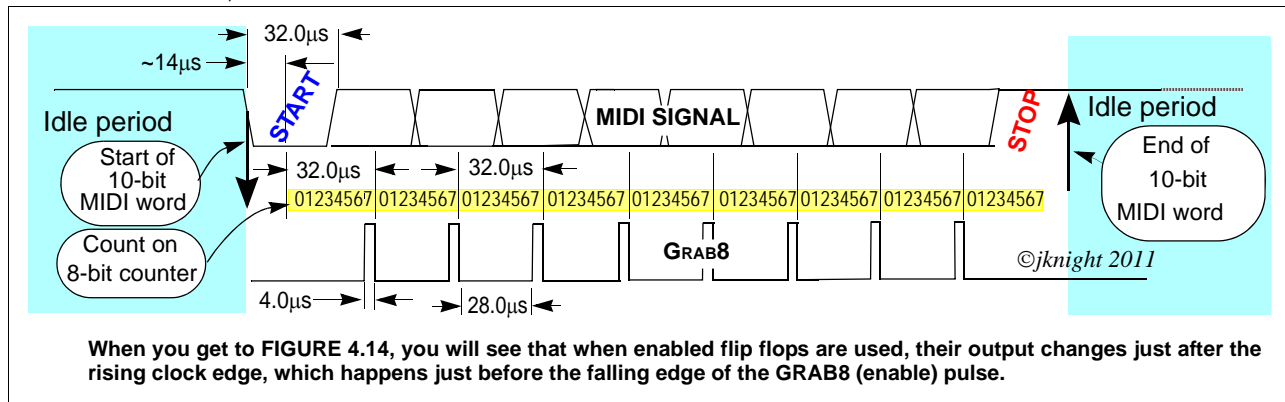 32.0µs
~14µs
START
MIDI SIGNAL
STOP
Idle period
Idle period
Start of
10-bit
MIDI word
End of
10-bit
MIDI word
32.0µs
32.0µs
01234567 01234567 01234567 01234567 01234567 01234567 01234567 01234567 01234567
Count on
8-bit counter
GRAB8
©jknight 2011
4.0µs
28.0µs
When you get to FIGURE 4.14, you will see that when enabled flip flops are used, their output changes just after the
rising clock edge, which happens just before the falling edge of the GRAB8 (enable) pulse.